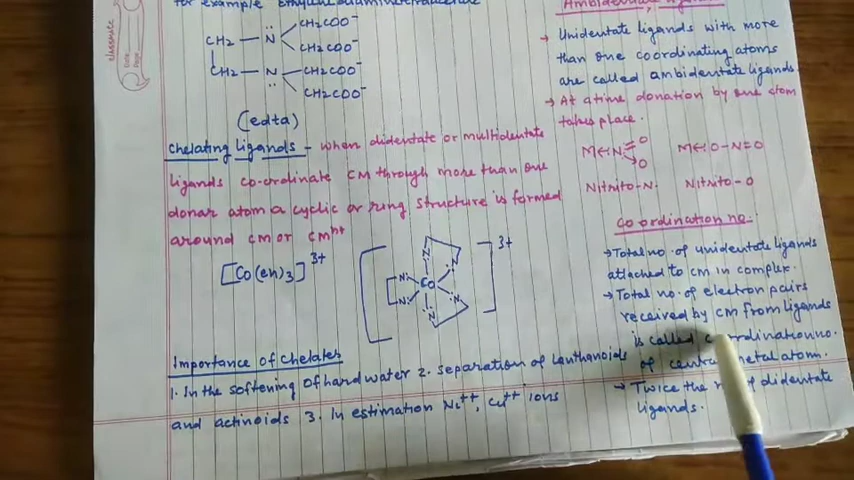 for example
CH2COO-
CH2 — N
CH2COO-
CH2 — N — CH2COO-
CH2COO-
(edta)
Chelating ligands - when didentate or multidentate
ligands co-ordinate CM through more than one
donar atom a cyclic or ring structure is formed
around CM or CMn+
[Co(en)3]3+
N N N Co N N N 3+
Importance of Chelates
1. In the softening of hard water 2. separation of lanthanoids
and actinoids 3. In estimation Ni++, Cu++ ions
Ambidentate ligands
→ Unidentate ligands with more
than one coordinating atoms
are called ambidentate ligands
→ At a time donation by one atom
takes place.
M←:N O O M←:O-N=O
Nitrito-N. Nitrito-O
Co ordination no.
→ Total no. of unidentate ligands
attached to CM in complex.
→ Total no. of electron pairs
received by CM from ligands
is called coordination no.
of metal atom.
→ Twice the of didentate
ligands.
classmate
Date
Page